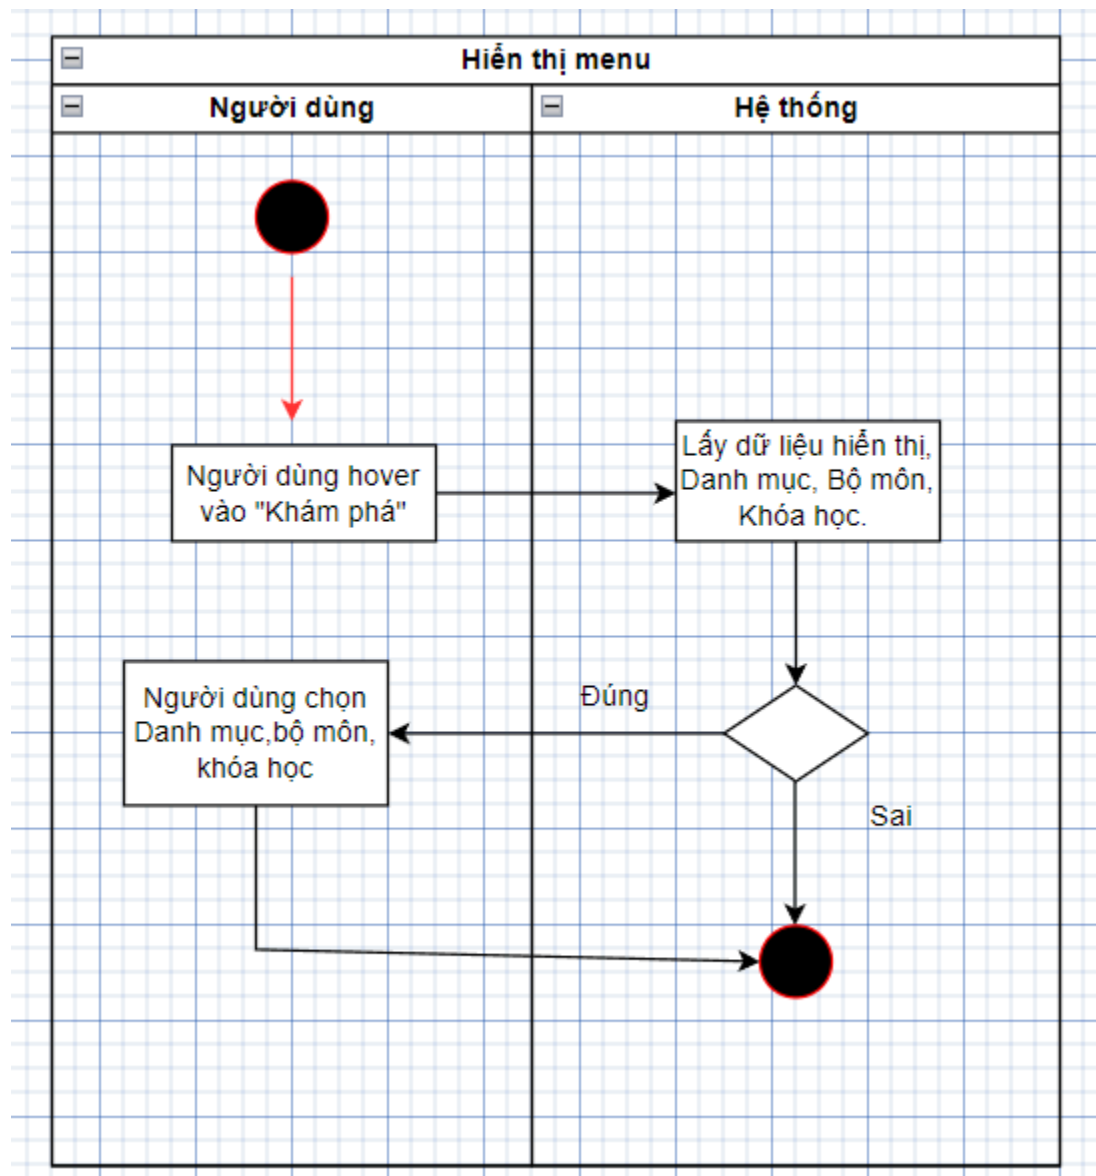 Hiển thị menu
Người dùng
Hệ thống
Người dùng hover
vào "Khám phá"
Lấy dữ liệu hiển thị,
Danh mục, Bộ môn,
Khóa học.
Người dùng chọn
Danh mục,bộ môn,
khóa học
Đúng
Sai